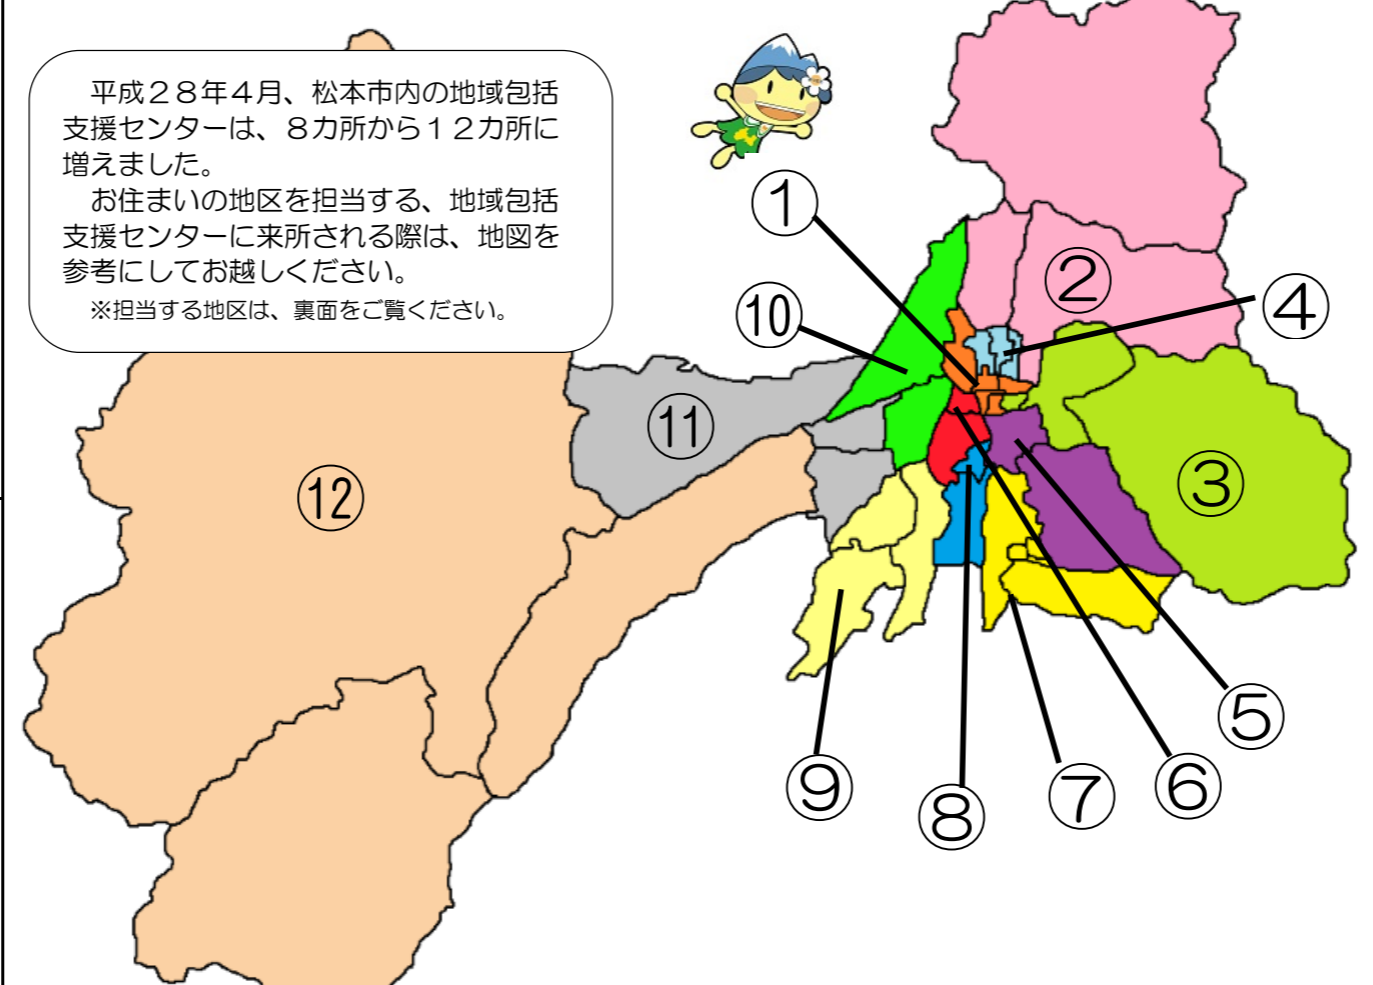 平成２８年４月、松本市内の地域包括
支援センターは、８カ所から１２カ所に
増えました。
お住まいの地区を担当する、地域包括
支援センターに来所される際は、地図を
参考にしてお越しください。
※担当する地区は、裏面をご覧ください。
①
②
④
⑩
⑪
③
⑫
⑤
⑥
⑦
⑧
⑨